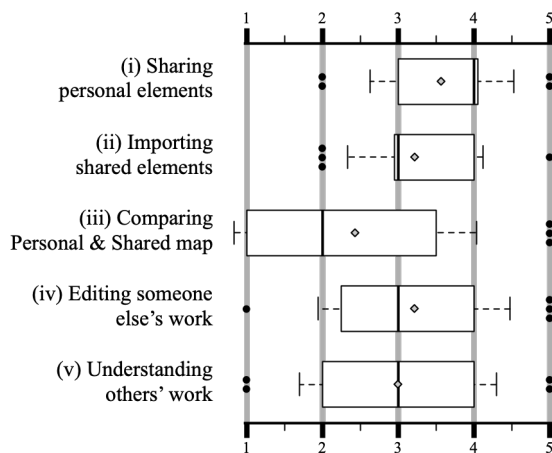 1 2 3 4 5
(i) Sharing
personal elements
(ii) Importing
shared elements
(iii) Comparing
Personal & Shared map
(iv) Editing someone
else's work
(v) Understanding
others' work
1 2 3 4 5